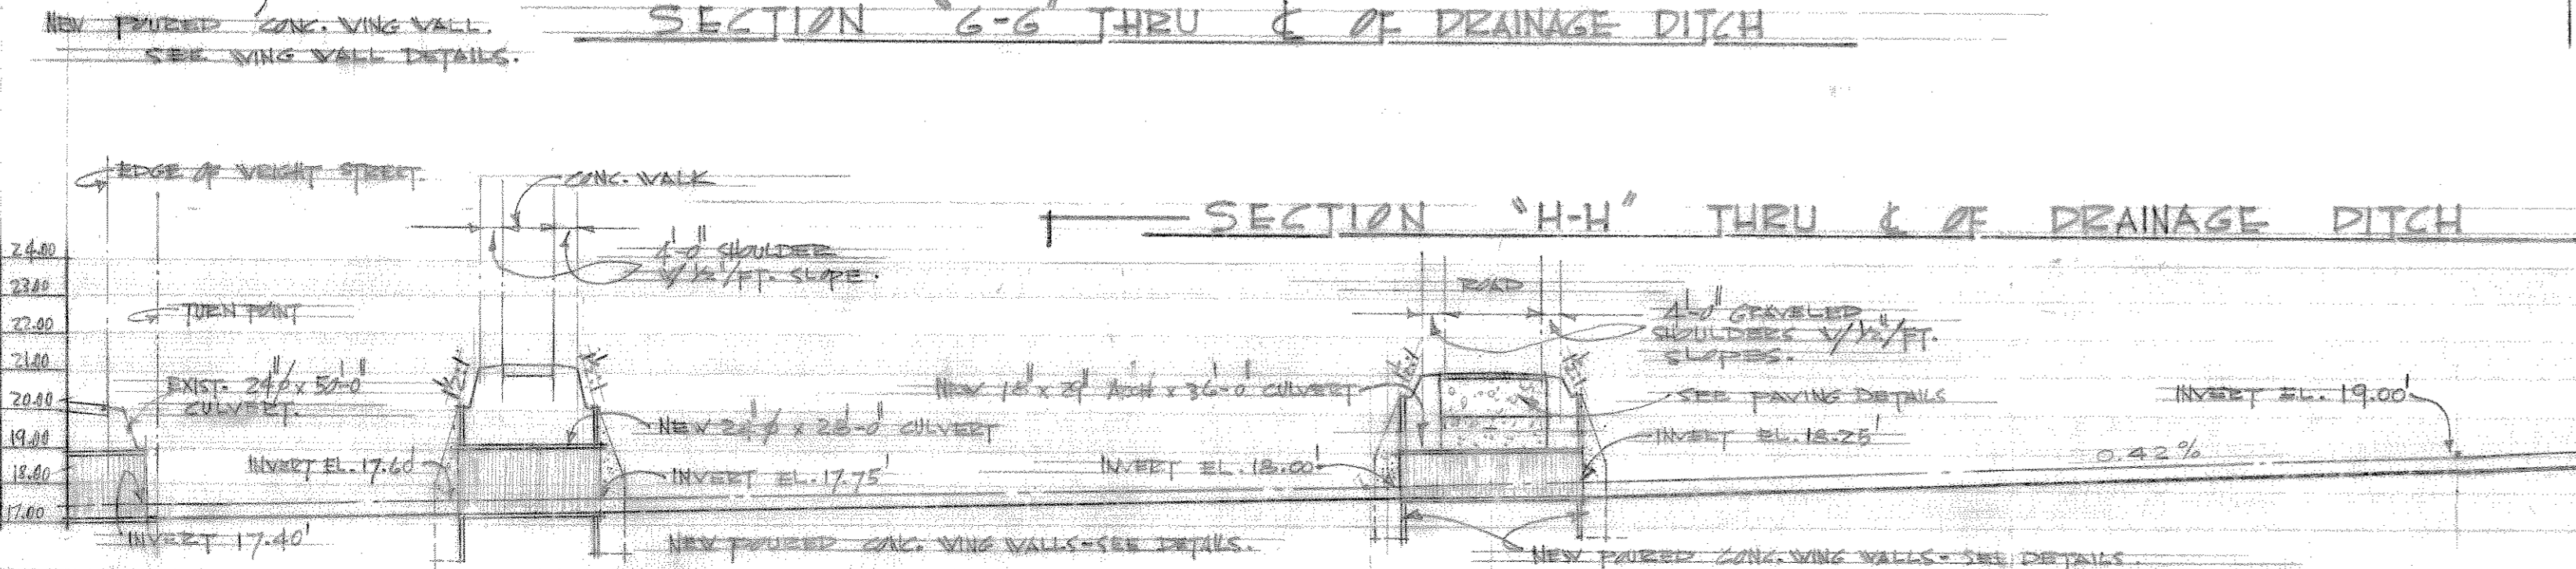 NEW POURED CONC. WING WALL.
SEE WING WALL DETAILS.
SECTION "G-G" THRU ℄ OF DRAINAGE DITCH
EDGE OF WRIGHT STREET.
CONC. WALK
SECTION "H-H" THRU ℄ OF DRAINAGE DITCH
4'-0" SHOULDER
W/ ½"/FT. SLOPE.
24.00
23.00
22.00
21.00
20.00
19.00
18.00
17.00
TURN POINT
ROAD
4'-0" GRAVELED
SHOULDERS W/ ½"/FT.
SLOPES.
EXIST. 24"∅ x 50'-0"
CULVERT.
NEW 18" x 29" ARCH x 36'-0" CULVERT
SEE PAVING DETAILS
INVERT EL. 19.00'
NEW 24"∅ x 28'-0" CULVERT
INVERT EL. 18.25'
INVERT EL. 17.60'
INVERT EL. 17.75'
INVERT EL. 18.00'
0.42%
INVERT 17.40'
NEW POURED CONC. WING WALLS-SEE DETAILS.
NEW POURED CONC. WING WALLS-SEE DETAILS.